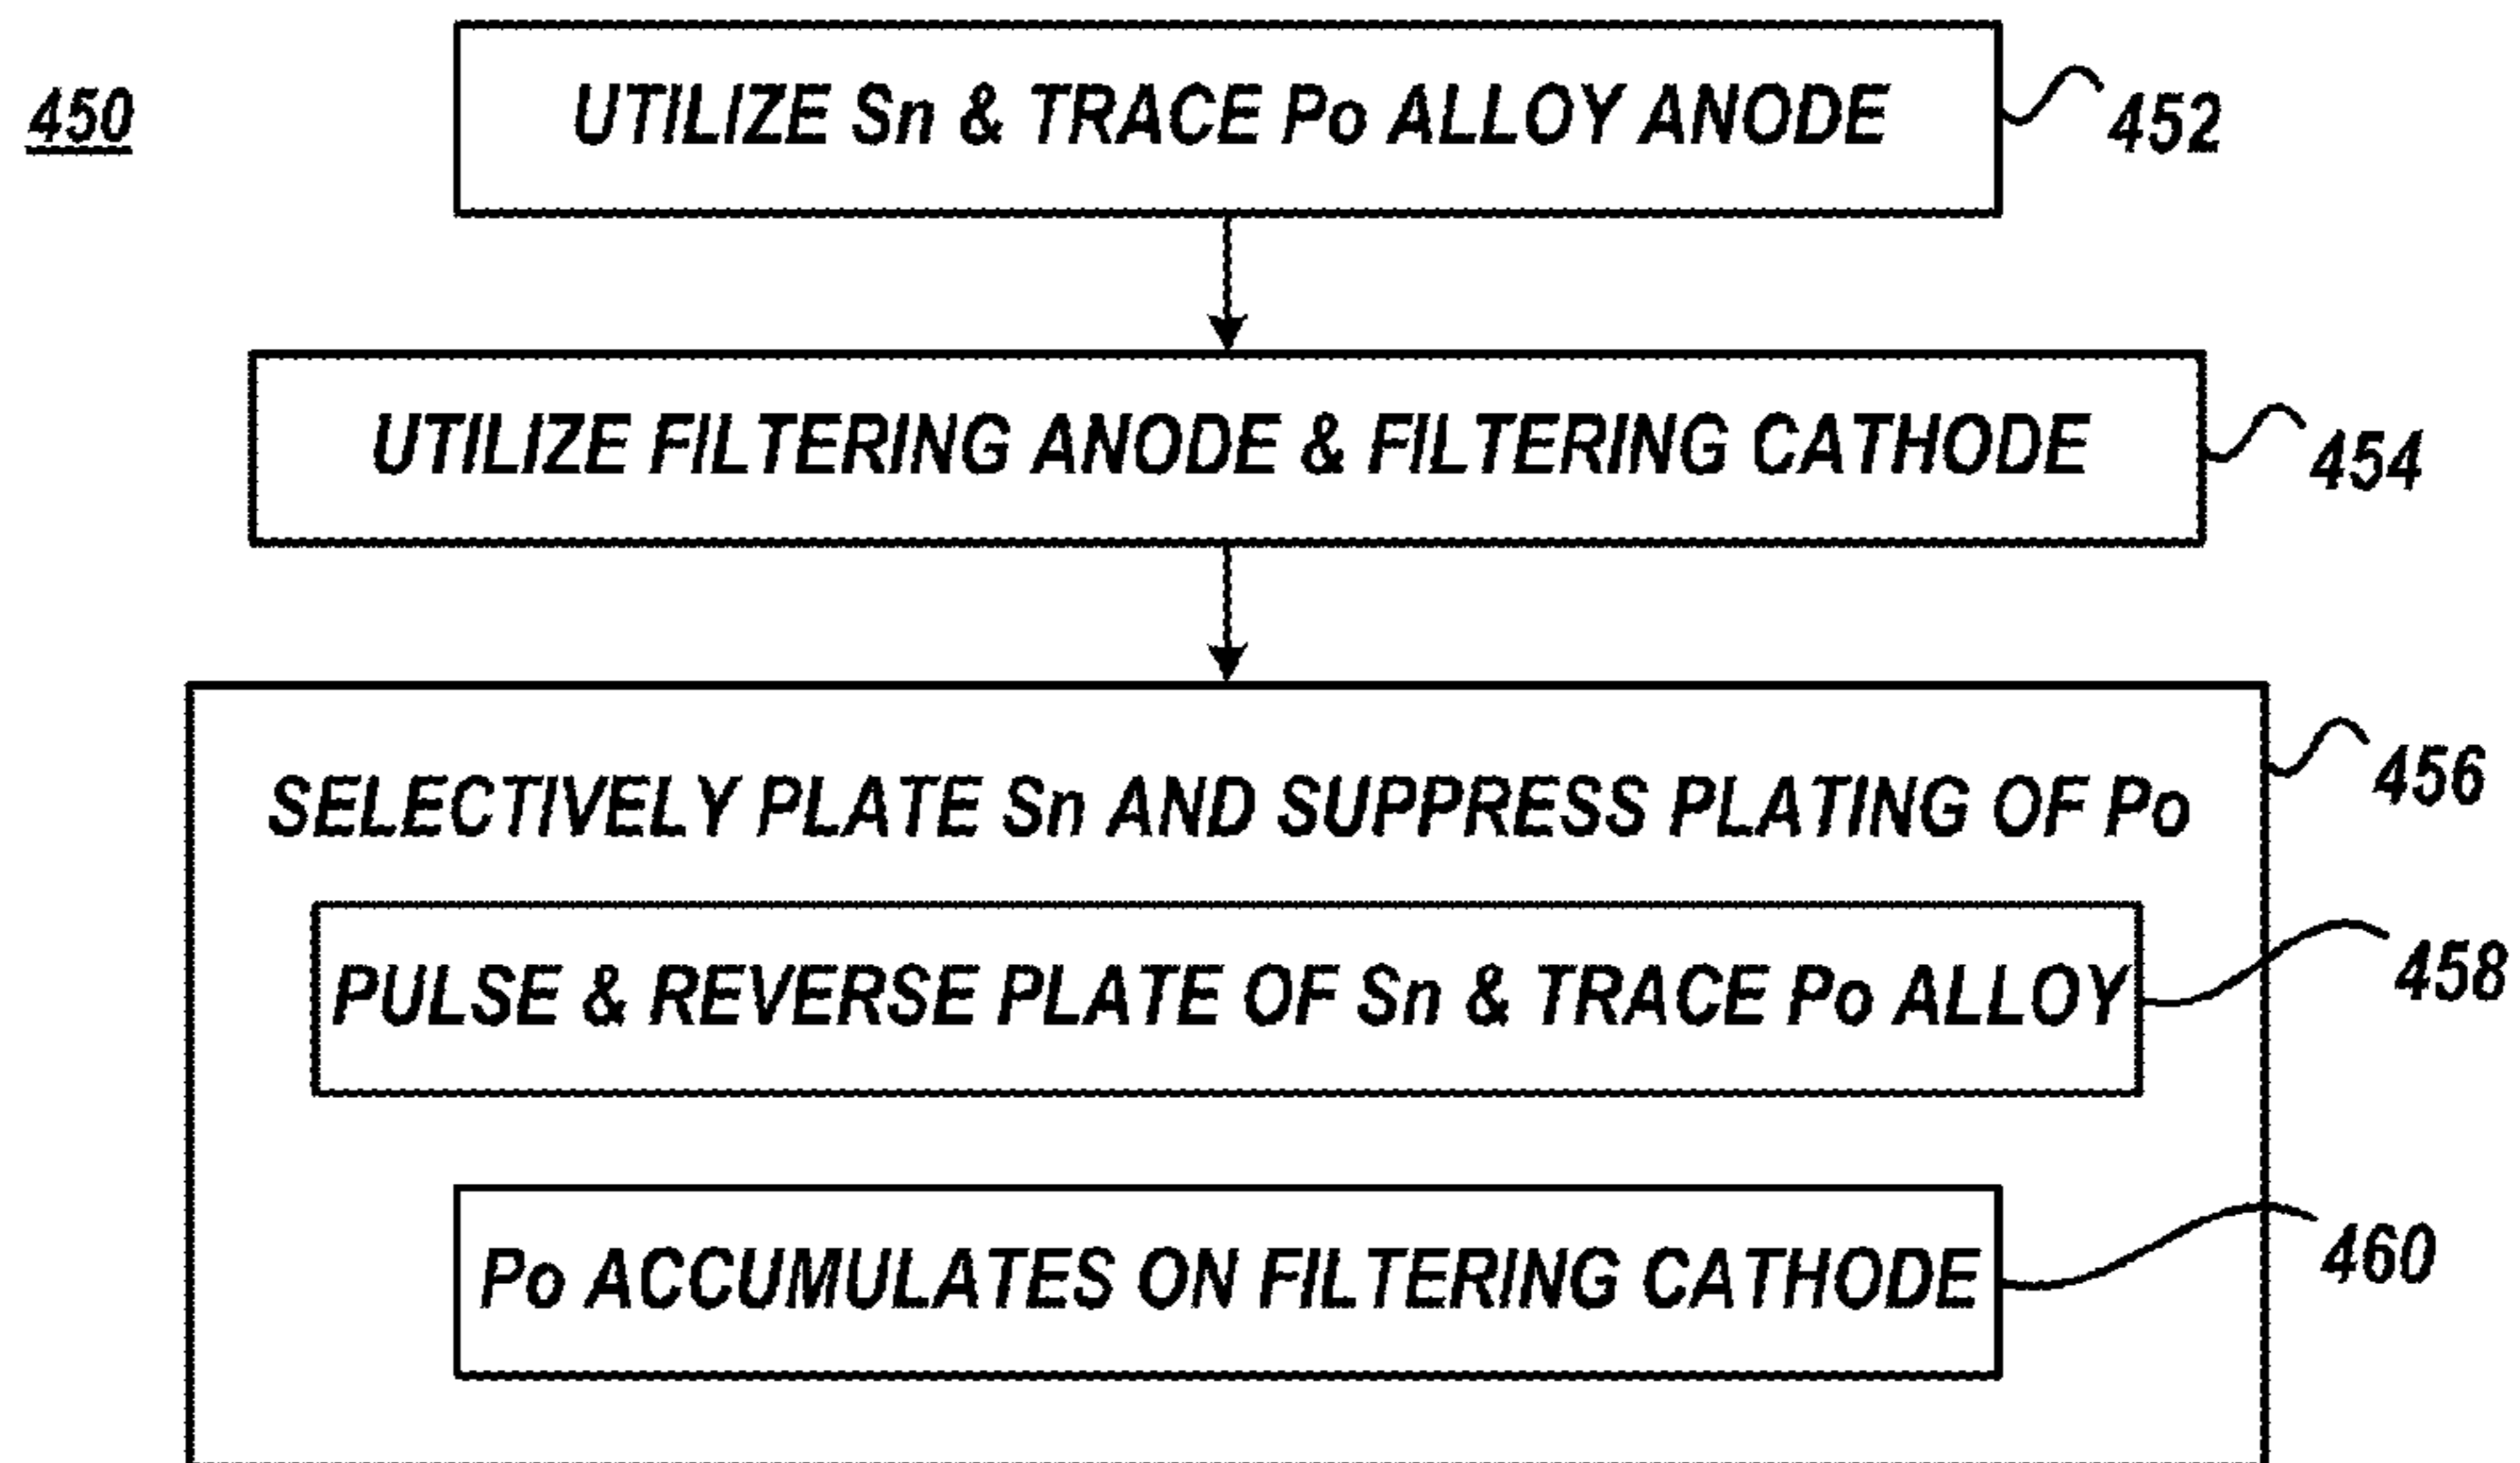 450
UTILIZE Sn & TRACE Po ALLOY ANODE
452
UTILIZE FILTERING ANODE & FILTERING CATHODE
454
SELECTIVELY PLATE Sn AND SUPPRESS PLATING OF Po
456
PULSE & REVERSE PLATE OF Sn & TRACE Po ALLOY
458
Po ACCUMULATES ON FILTERING CATHODE
460